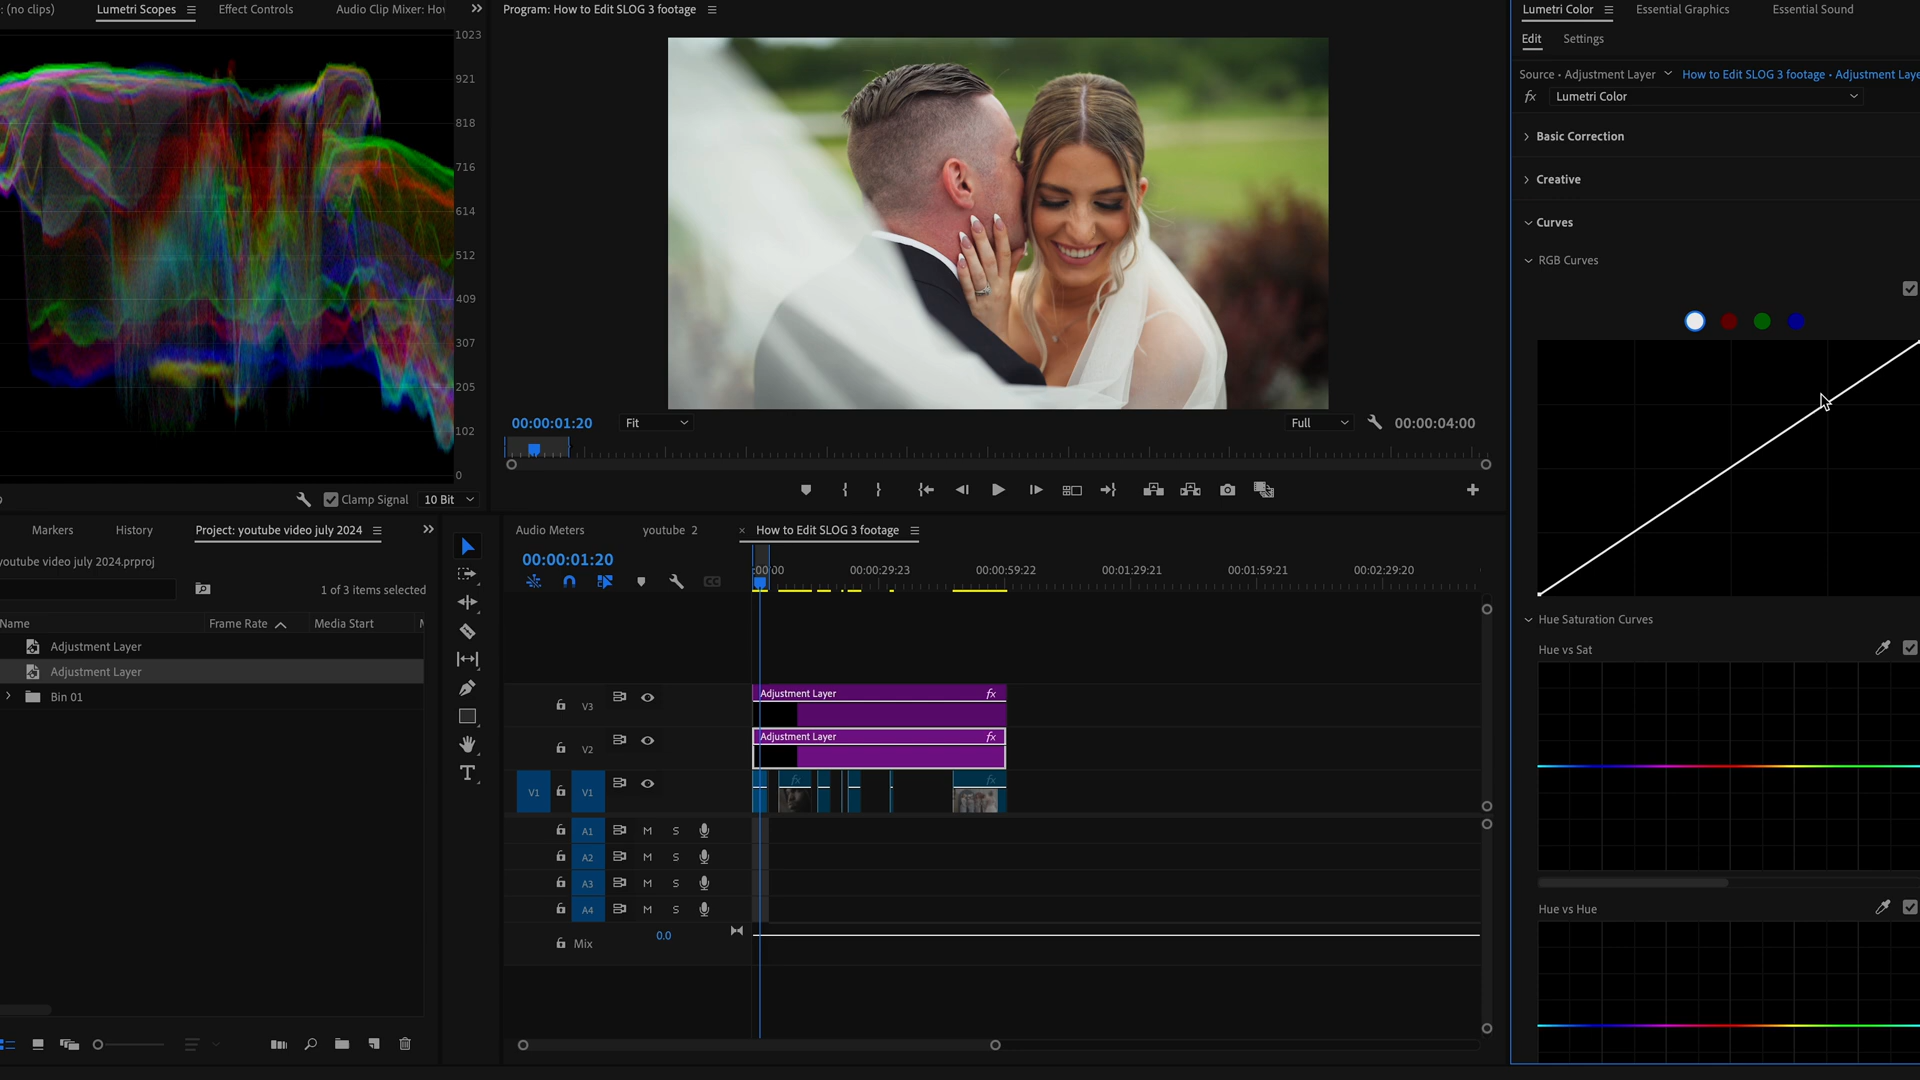 : (no clips)
Lumetri Scopes
Effect Controls
Audio Clip Mixer: Ho
Program: How to Edit SLOG 3 footage
Lumetri Color
Essential Graphics
Essential Sound
Edit
Settings
Source • Adjustment Layer
How to Edit SLOG 3 footage • Adjustment Laye
fx
Lumetri Color
Basic Correction
Creative
Curves
RGB Curves
Hue Saturation Curves
Hue vs Sat
Hue vs Hue
1023
921
818
716
614
512
409
307
205
102
0
Clamp Signal
10 Bit
00:00:01:20
Fit
Full
00:00:04:00
Markers
History
Project: youtube video july 2024
youtube video july 2024.prproj
1 of 3 items selected
Name
Frame Rate
Media Start
Adjustment Layer
Adjustment Layer
Bin 01
Audio Meters
youtube 2
How to Edit SLOG 3 footage
00:00:01:20
:00:00
00:00:29:23
00:00:59:22
00:01:29:21
00:01:59:21
00:02:29:20
V3
Adjustment Layer
fx
V2
Adjustment Layer
fx
V1
V1
fx
fx
A1
M
S
A2
M
S
A3
M
S
A4
M
S
Mix
0.0